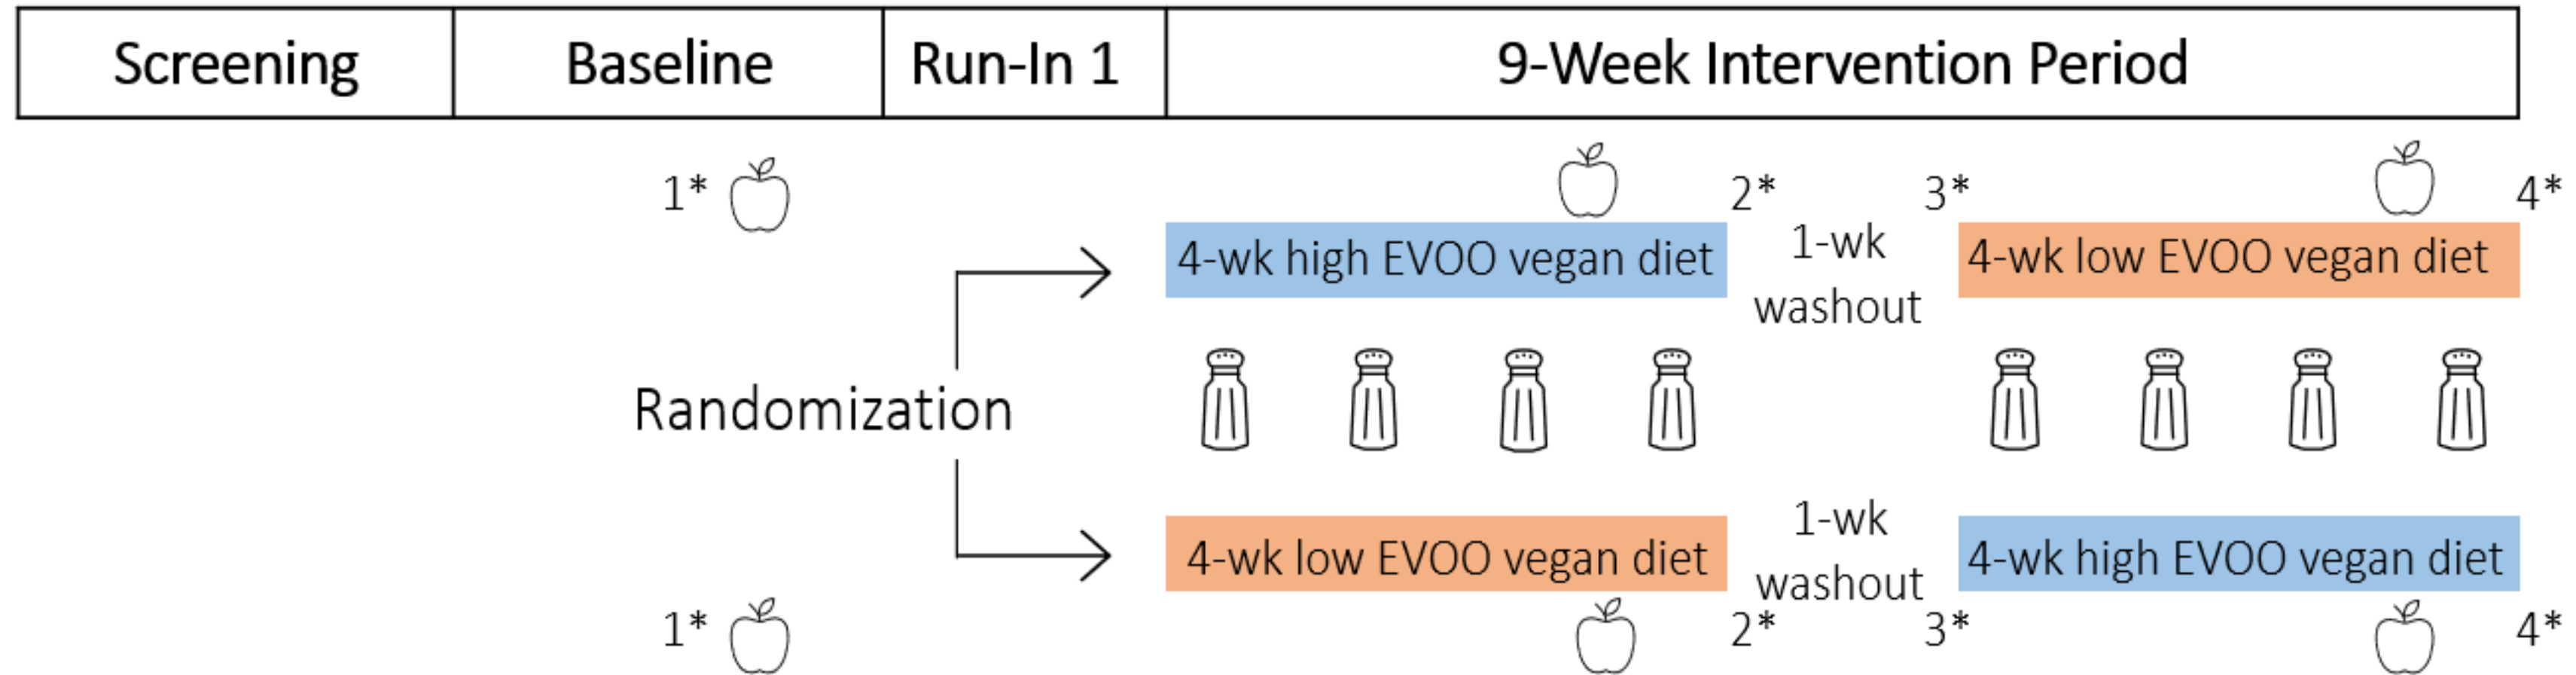 Screening Baseline Run-In 1 9-Week Intervention Period
1* 2* 3* 4*
4-wk high EVOO vegan diet
1-wk
washout
4-wk low EVOO vegan diet
Randomization
4-wk low EVOO vegan diet
1-wk
washout
4-wk high EVOO vegan diet
1* 2* 3* 4*